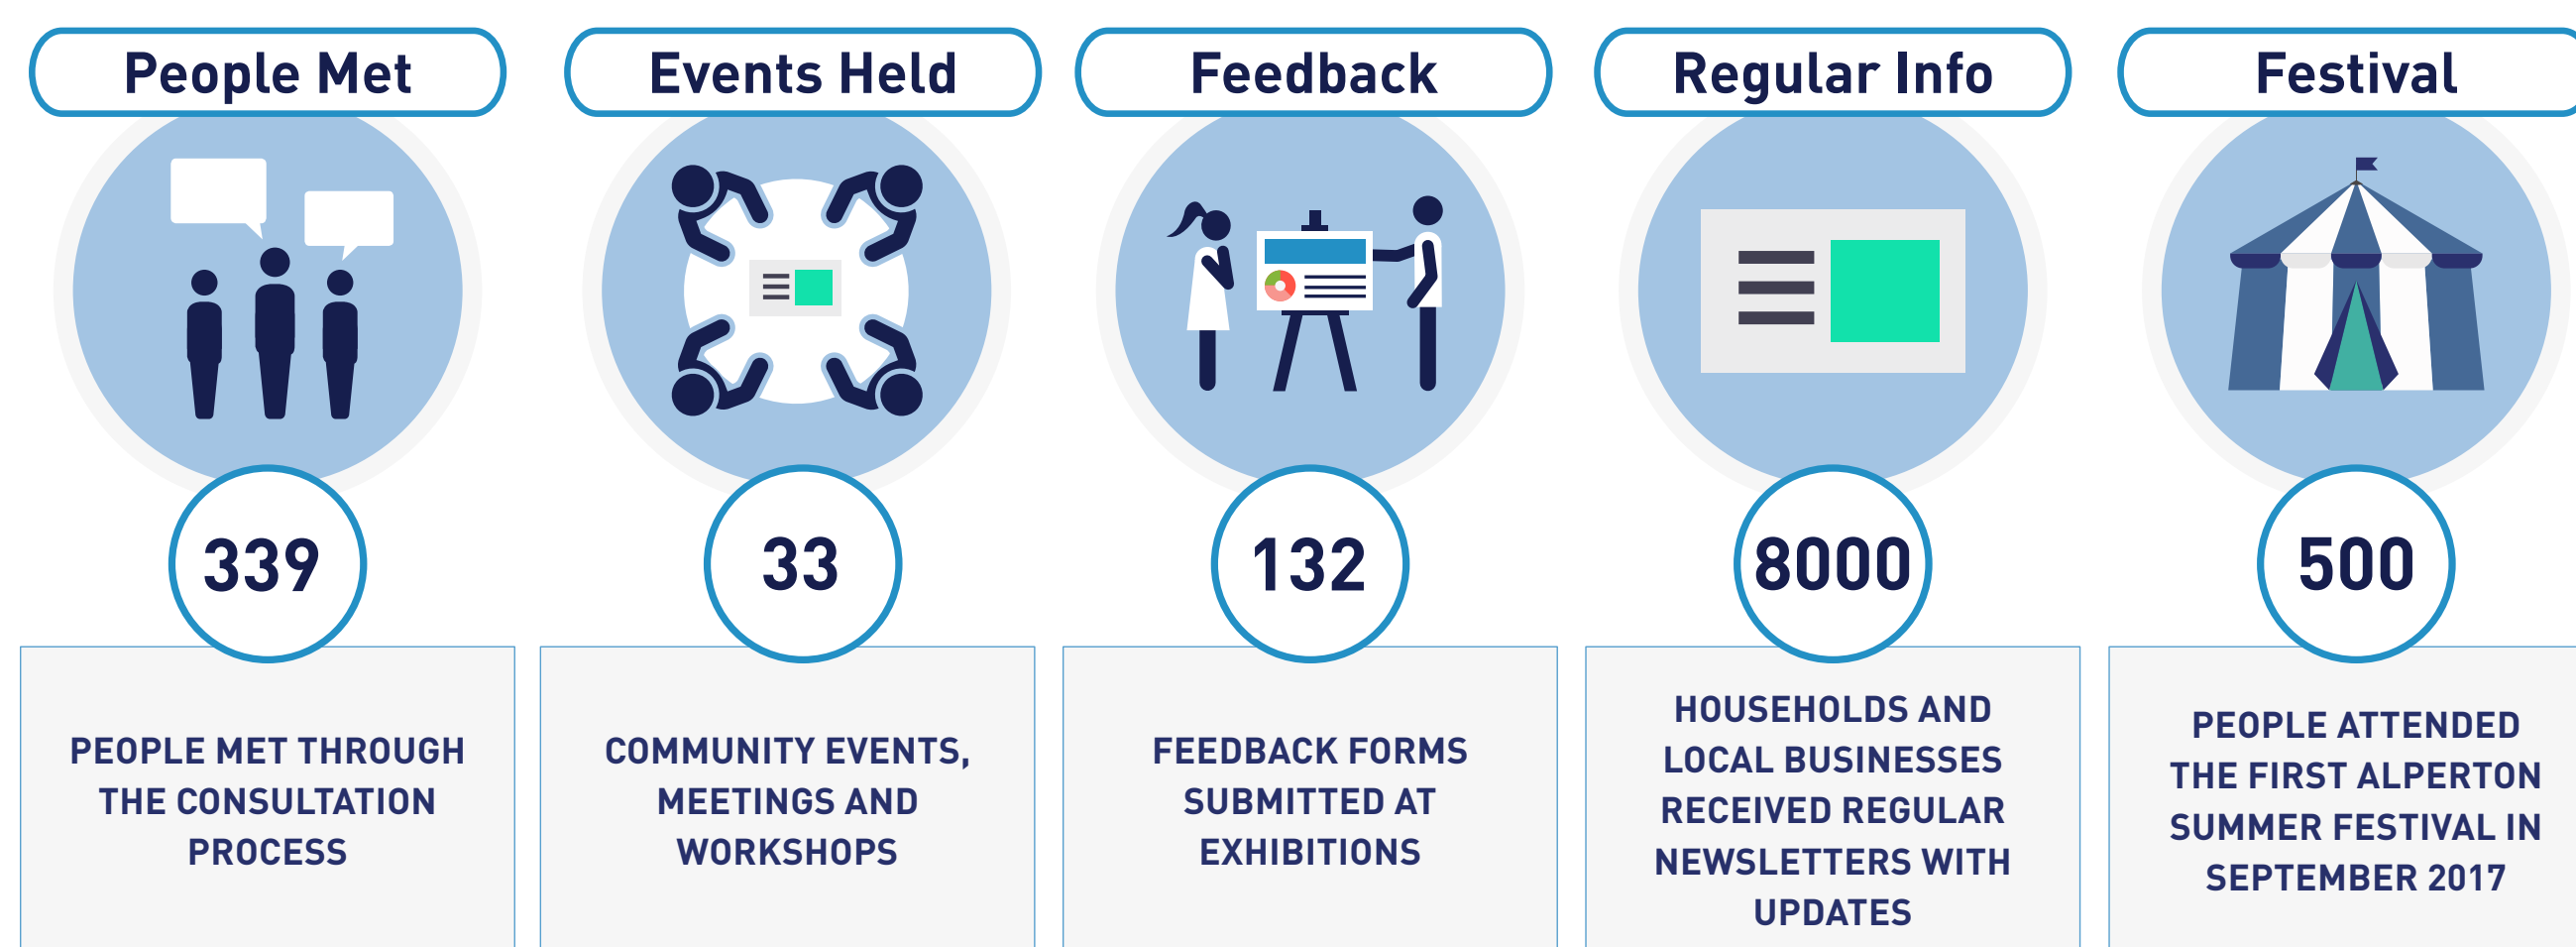 People Met
339
PEOPLE MET THROUGH
THE CONSULTATION
PROCESS
Events Held
33
COMMUNITY EVENTS,
MEETINGS AND
WORKSHOPS
Feedback
132
FEEDBACK FORMS
SUBMITTED AT
EXHIBITIONS
Regular Info
8000
HOUSEHOLDS AND
LOCAL BUSINESSES
RECEIVED REGULAR
NEWSLETTERS WITH
UPDATES
Festival
500
PEOPLE ATTENDED
THE FIRST ALPERTON
SUMMER FESTIVAL IN
SEPTEMBER 2017